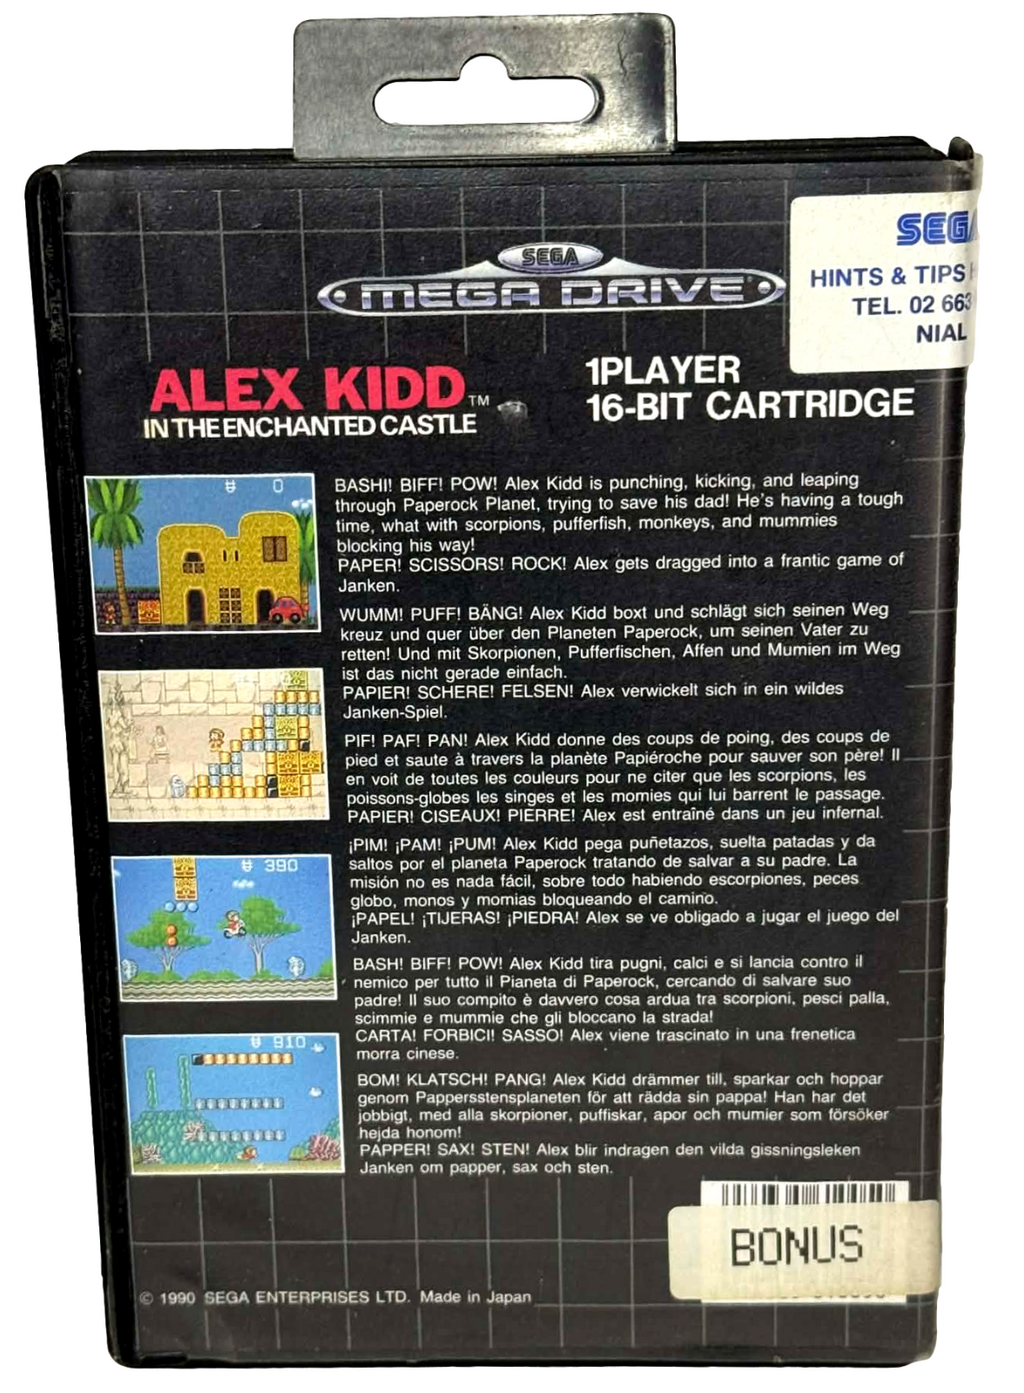 SEGA
MEGA DRIVE
SEGA
HINTS & TIPS
TEL. 02 663
NIAL
ALEX KIDD™
IN THE ENCHANTED CASTLE
1PLAYER
16-BIT CARTRIDGE
# 0
BASHI! BIFF! POW! Alex Kidd is punching, kicking, and leaping
through Paperock Planet, trying to save his dad! He's having a tough
time, what with scorpions, pufferfish, monkeys, and mummies
blocking his way!
PAPER! SCISSORS! ROCK! Alex gets dragged into a frantic game of
Janken.
WUMM! PUFF! BÄNG! Alex Kidd boxt und schlägt sich seinen Weg
kreuz und quer über den Planeten Paperock, um seinen Vater zu
retten! Und mit Skorpionen, Pufferfischen, Affen und Mumien im Weg
ist das nicht gerade einfach.
PAPIER! SCHERE! FELSEN! Alex verwickelt sich in ein wildes
Janken-Spiel.
PIF! PAF! PAN! Alex Kidd donne des coups de poing, des coups de
pied et saute à travers la planète Papiéroche pour sauver son père! Il
en voit de toutes les couleurs pour ne citer que les scorpions, les
poissons-globes les singes et les momies qui lui barrent le passage.
PAPIER! CISEAUX! PIERRE! Alex est entraîné dans un jeu infernal.
# 390
¡PIM! ¡PAM! ¡PUM! Alex Kidd pega puñetazos, suelta patadas y da
saltos por el planeta Paperock tratando de salvar a su padre. La
misión no es nada fácil, sobre todo habiendo escorpiones, peces
globo, monos y momias bloqueando el camino.
¡PAPEL! ¡TIJERAS! ¡PIEDRA! Alex se ve obligado a jugar el juego del
Janken.
BASH! BIFF! POW! Alex Kidd tira pugni, calci e si lancia contro il
nemico per tutto il Pianeta di Paperock, cercando di salvare suo
padre! Il suo compito è davvero cosa ardua tra scorpioni, pesci palla,
scimmie e mummie che gli bloccano la strada!
CARTA! FORBICI! SASSO! Alex viene trascinato in una frenetica
morra cinese.
# 910
BOM! KLATSCH! PANG! Alex Kidd drämmer till, sparkar och hoppar
genom Pappersstensplaneten för att rädda sin pappa! Han har det
jobbigt, med alla skorpioner, puffiskar, apor och mumier som försöker
hejda honom!
PAPPER! SAX! STEN! Alex blir indragen den vilda gissningsleken
Janken om papper, sax och sten.
BONUS
© 1990 SEGA ENTERPRISES LTD. Made in Japan